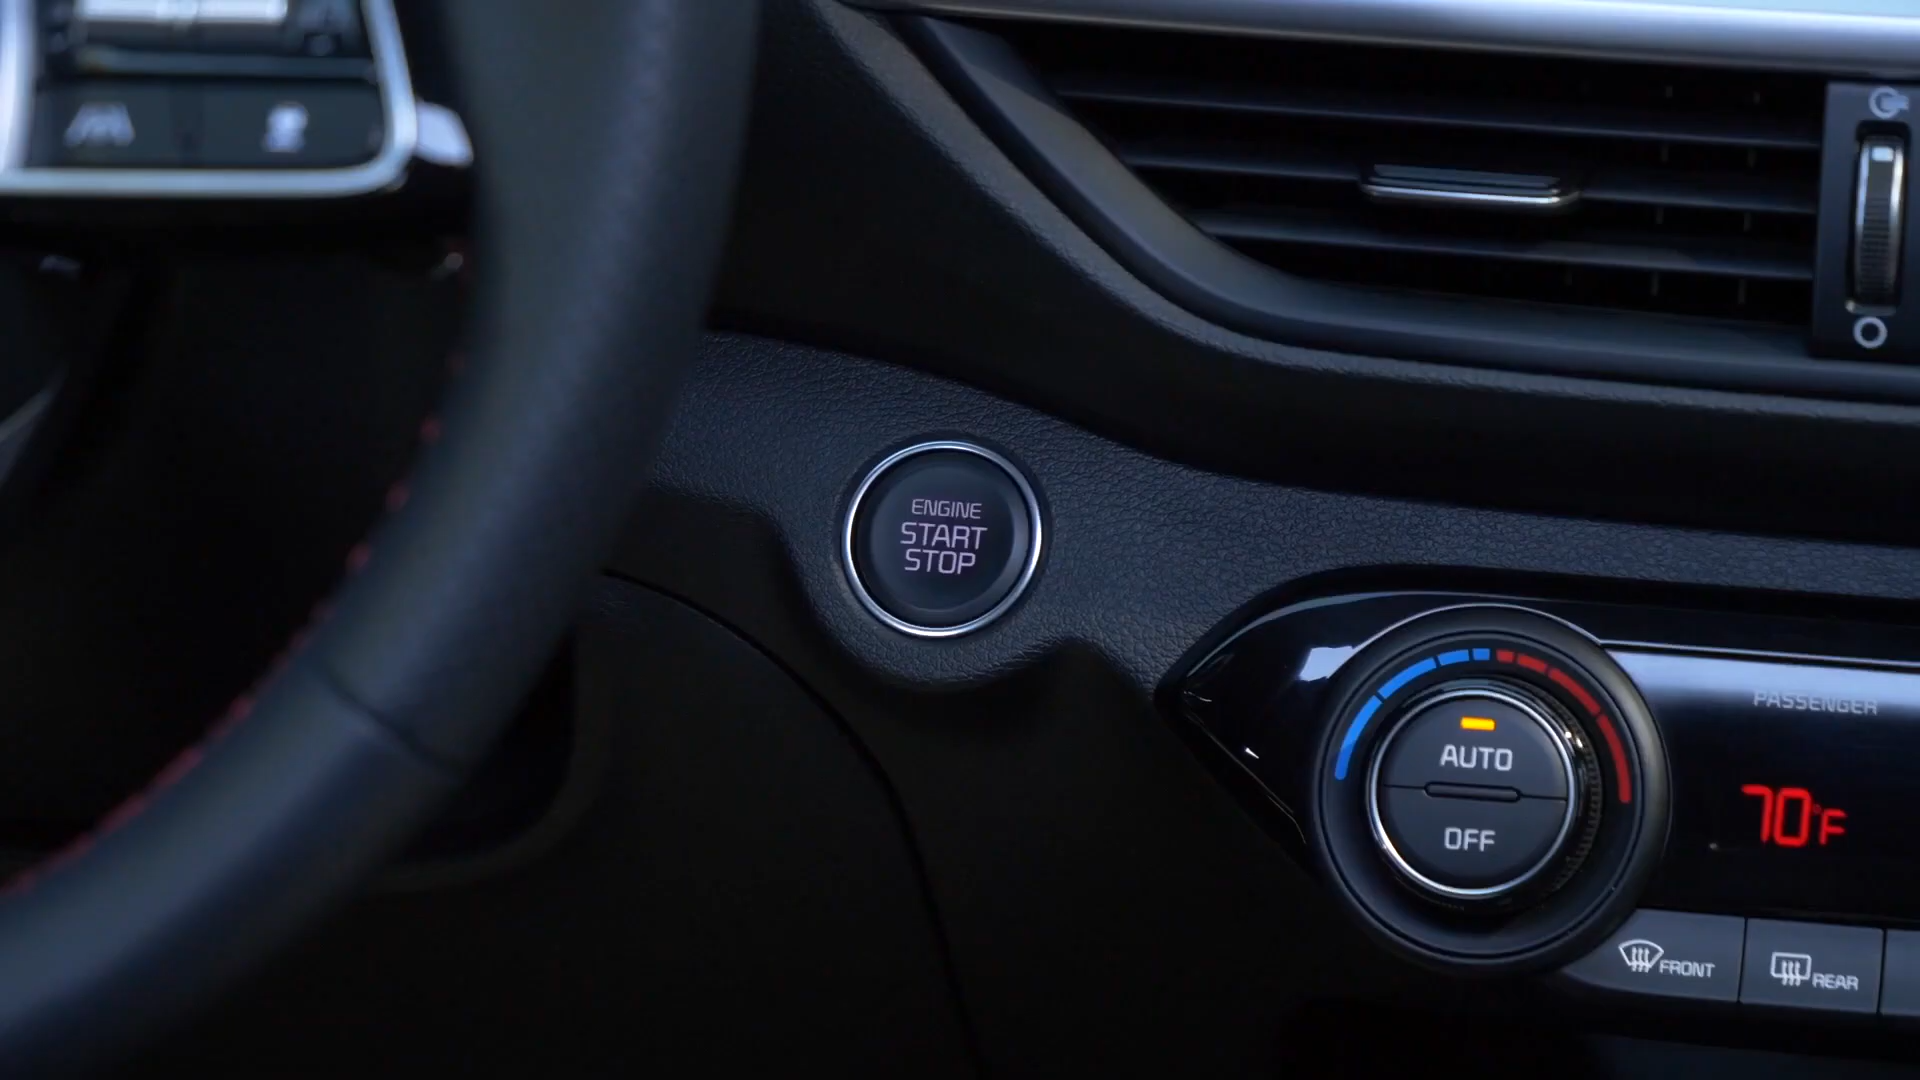 ENGINE
START
STOP
PASSENGER
AUTO
70°F
OFF
FRONT
REAR